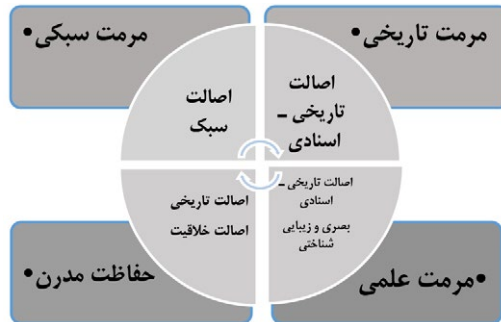 مرمت تاریخی•
مرمت سبکی•
اصالت
تاریخی ـ
اسنادی
اصالت
سبک
اصالت تاریخی ـ
اسنادی
بصری و زیبایی
شناختی
اصالت تاریخی
اصالت خلاقیت
•مرمت علمی
حفاظت مدرن•